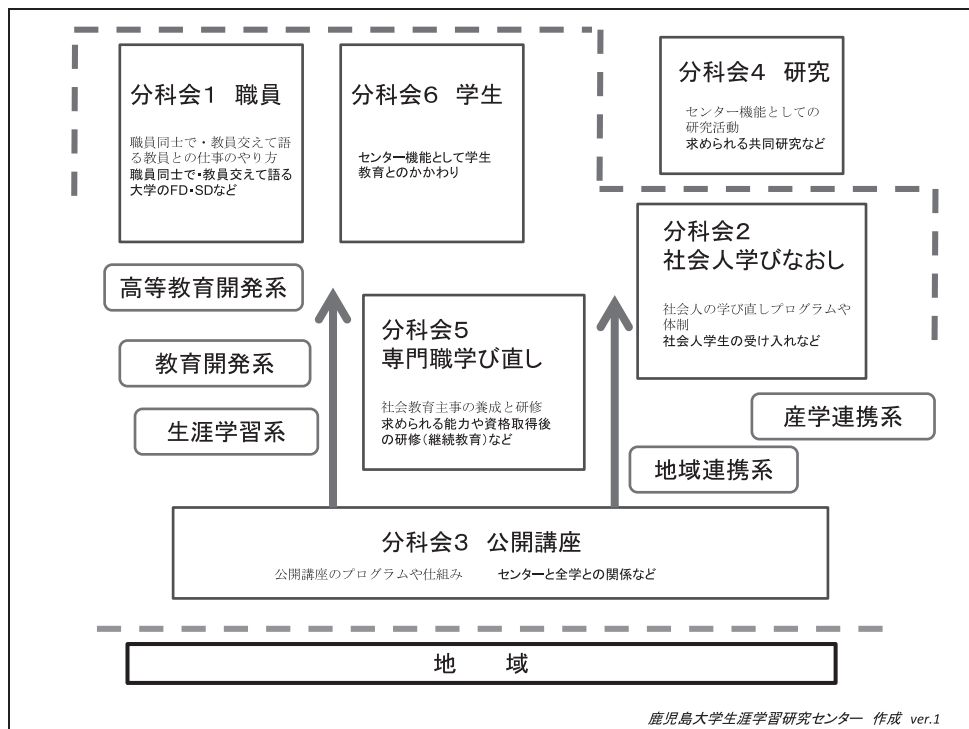 分科会1　職員
職員同士で・教員交えて語
る教員との仕事のやり方
職員同士で・教員交えて語る
大学のFD・SDなど
分科会6　学生
センター機能として学生
教育とのかかわり
分科会4　研究
センター機能としての
研究活動
求められる共同研究など
分科会2
社会人学びなおし
社会人の学び直しプログラムや
体制
社会人学生の受け入れなど
高等教育開発系
教育開発系
生涯学習系
分科会5
専門職学び直し
社会教育主事の養成と研修
求められる能力や資格取得後
の研修（継続教育）など
産学連携系
地域連携系
分科会3　公開講座
公開講座のプログラムや仕組み　センターと全学との関係など
地　域
鹿児島大学生涯学習研究センター　作成 ver.1